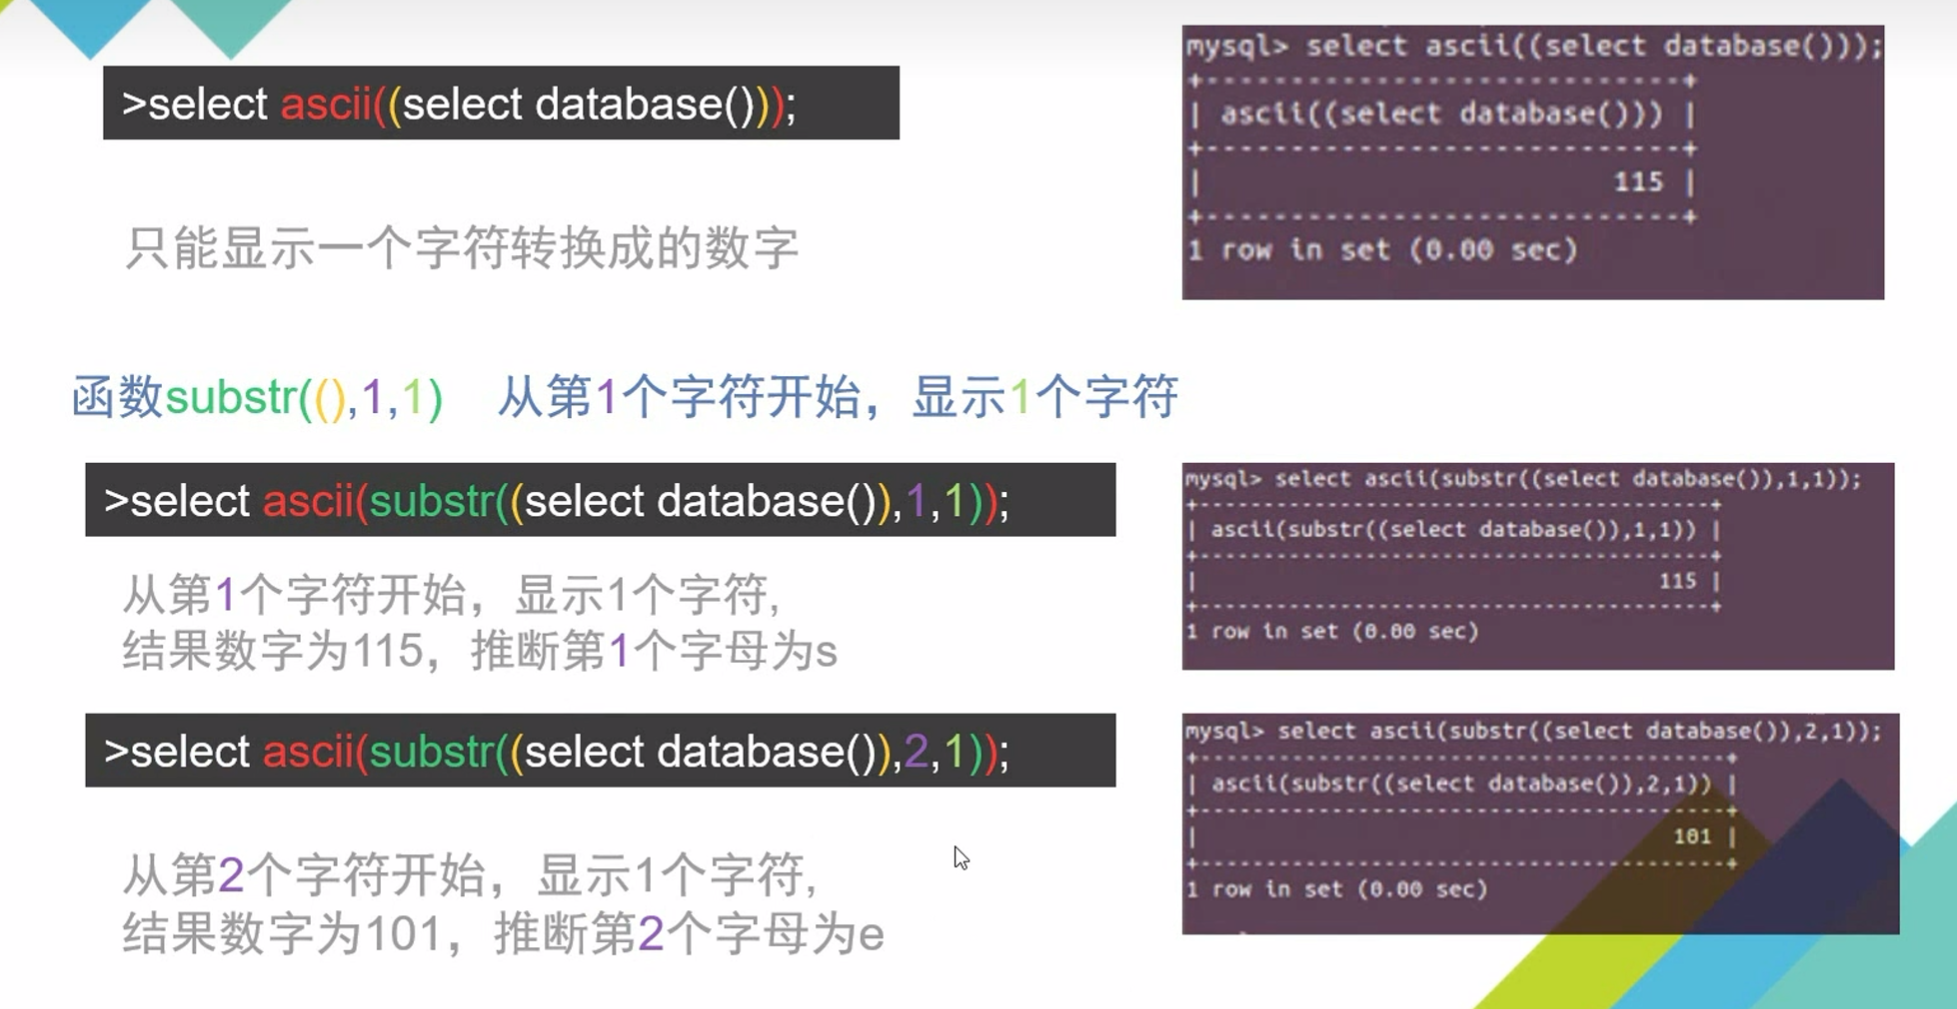 >select ascii((select database()));
只能显示一个字符转换成的数字
mysql> select ascii((select database()));
+----------------------------+
| ascii((select database())) |
+----------------------------+
| 115 |
+----------------------------+
1 row in set (0.00 sec)
函数substr((),1,1) 从第1个字符开始，显示1个字符
>select ascii(substr((select database()),1,1));
从第1个字符开始，显示1个字符,
结果数字为115，推断第1个字母为s
mysql> select ascii(substr((select database()),1,1));
+----------------------------------------+
| ascii(substr((select database()),1,1)) |
+----------------------------------------+
| 115 |
+----------------------------------------+
1 row in set (0.00 sec)
>select ascii(substr((select database()),2,1));
从第2个字符开始，显示1个字符,
结果数字为101，推断第2个字母为e
mysql> select ascii(substr((select database()),2,1));
+----------------------------------------+
| ascii(substr((select database()),2,1)) |
+----------------------------------------+
| 101 |
+----------------------------------------+
1 row in set (0.00 sec)